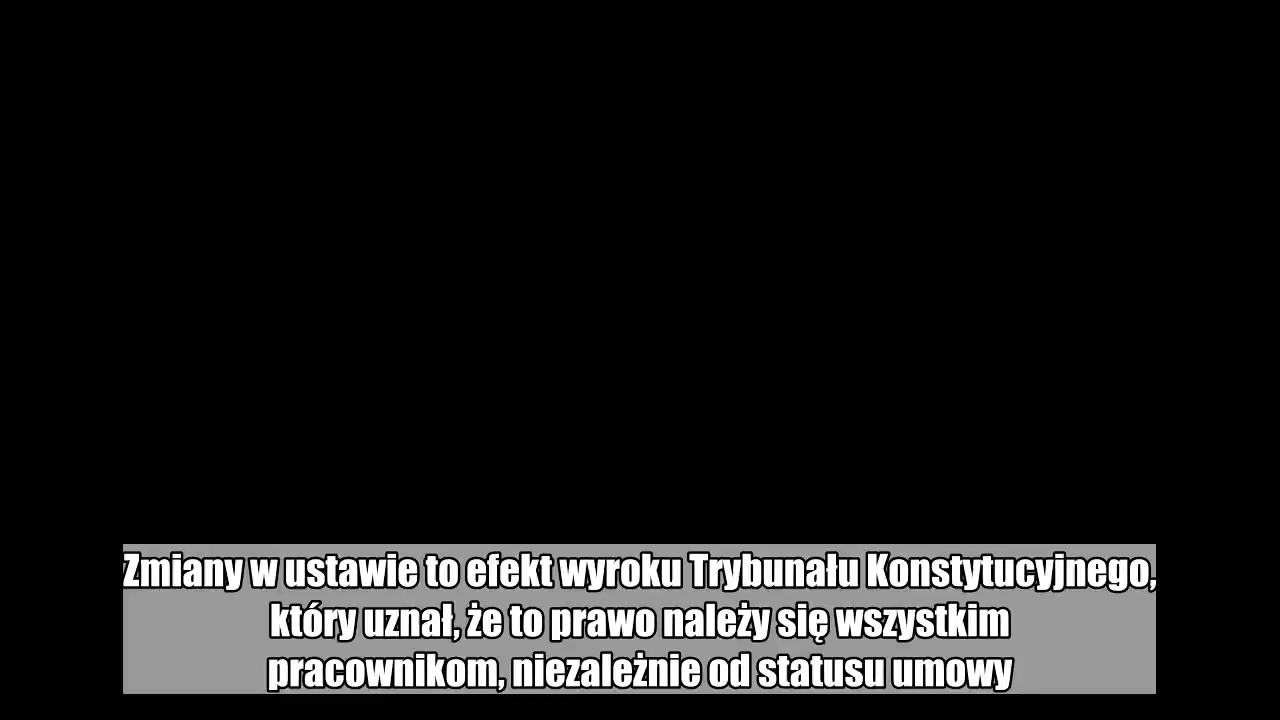 Zmiany w ustawie to efekt wyroku Trybunału Konstytucyjnego,
który uznał, że to prawo należy się wszystkim
pracownikom, niezależnie od statusu umowy